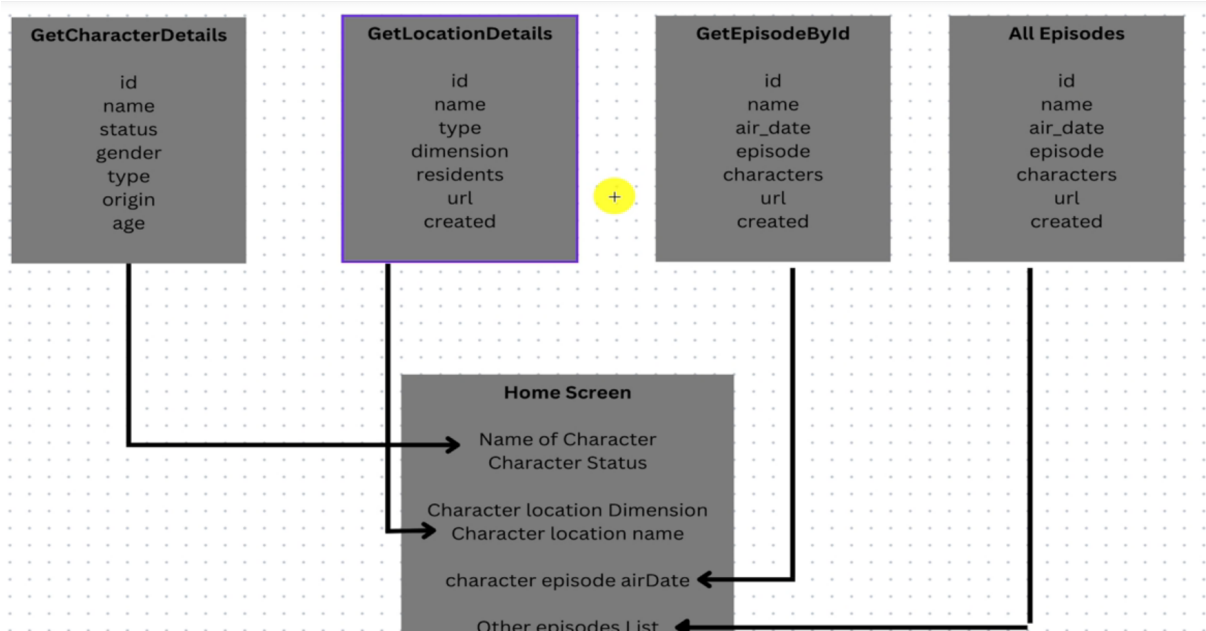 GetCharacterDetails
id
name
status
gender
type
origin
age
GetLocationDetails
id
name
type
dimension
residents
url
created
GetEpisodeById
id
name
air_date
episode
characters
url
created
All Episodes
id
name
air_date
episode
characters
url
created
Home Screen
Name of Character
Character Status
Character location Dimension
Character location name
character episode airDate
Other episodes List